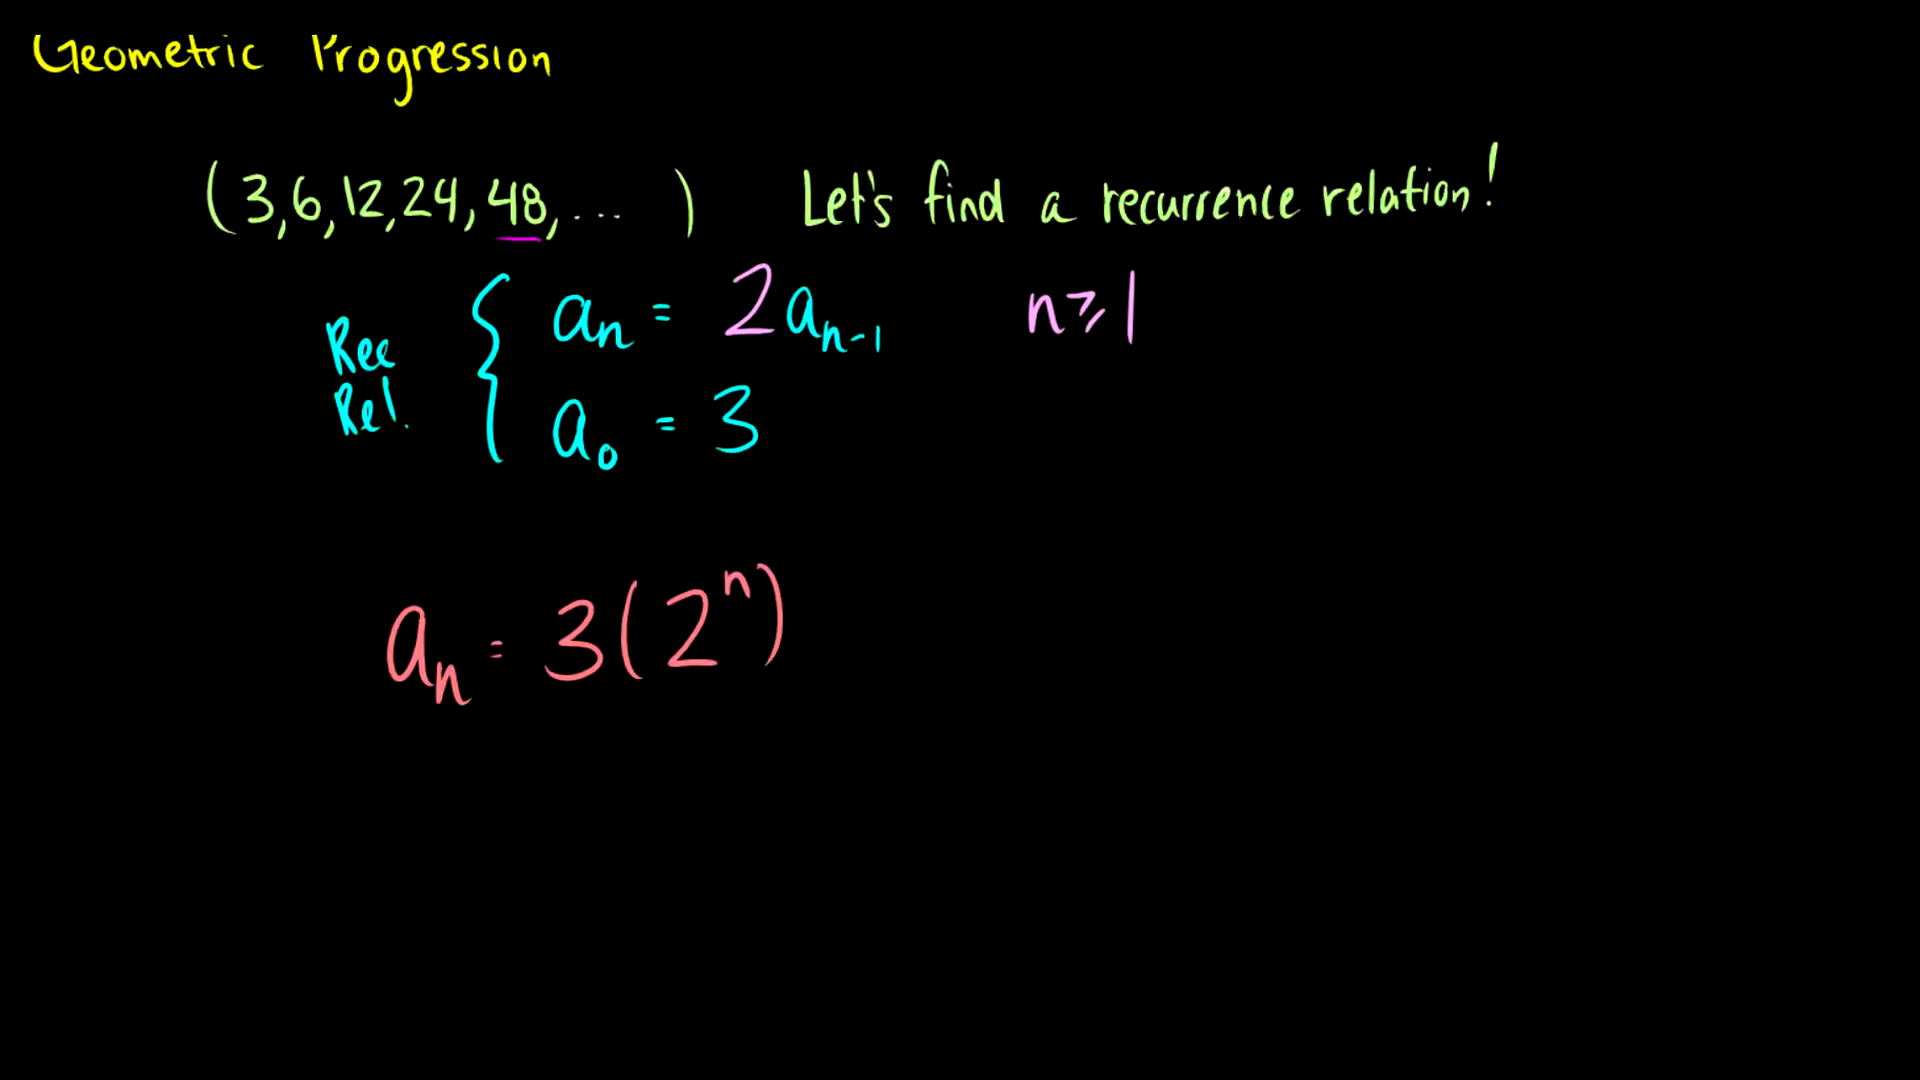 Geometric Progression
(3,6,12,24,48,... ) Let's find a recurrence relation!
Rec Rel. { aₙ = 2aₙ₋₁ n ≥ 1
a₀ = 3
aₙ = 3(2ⁿ)